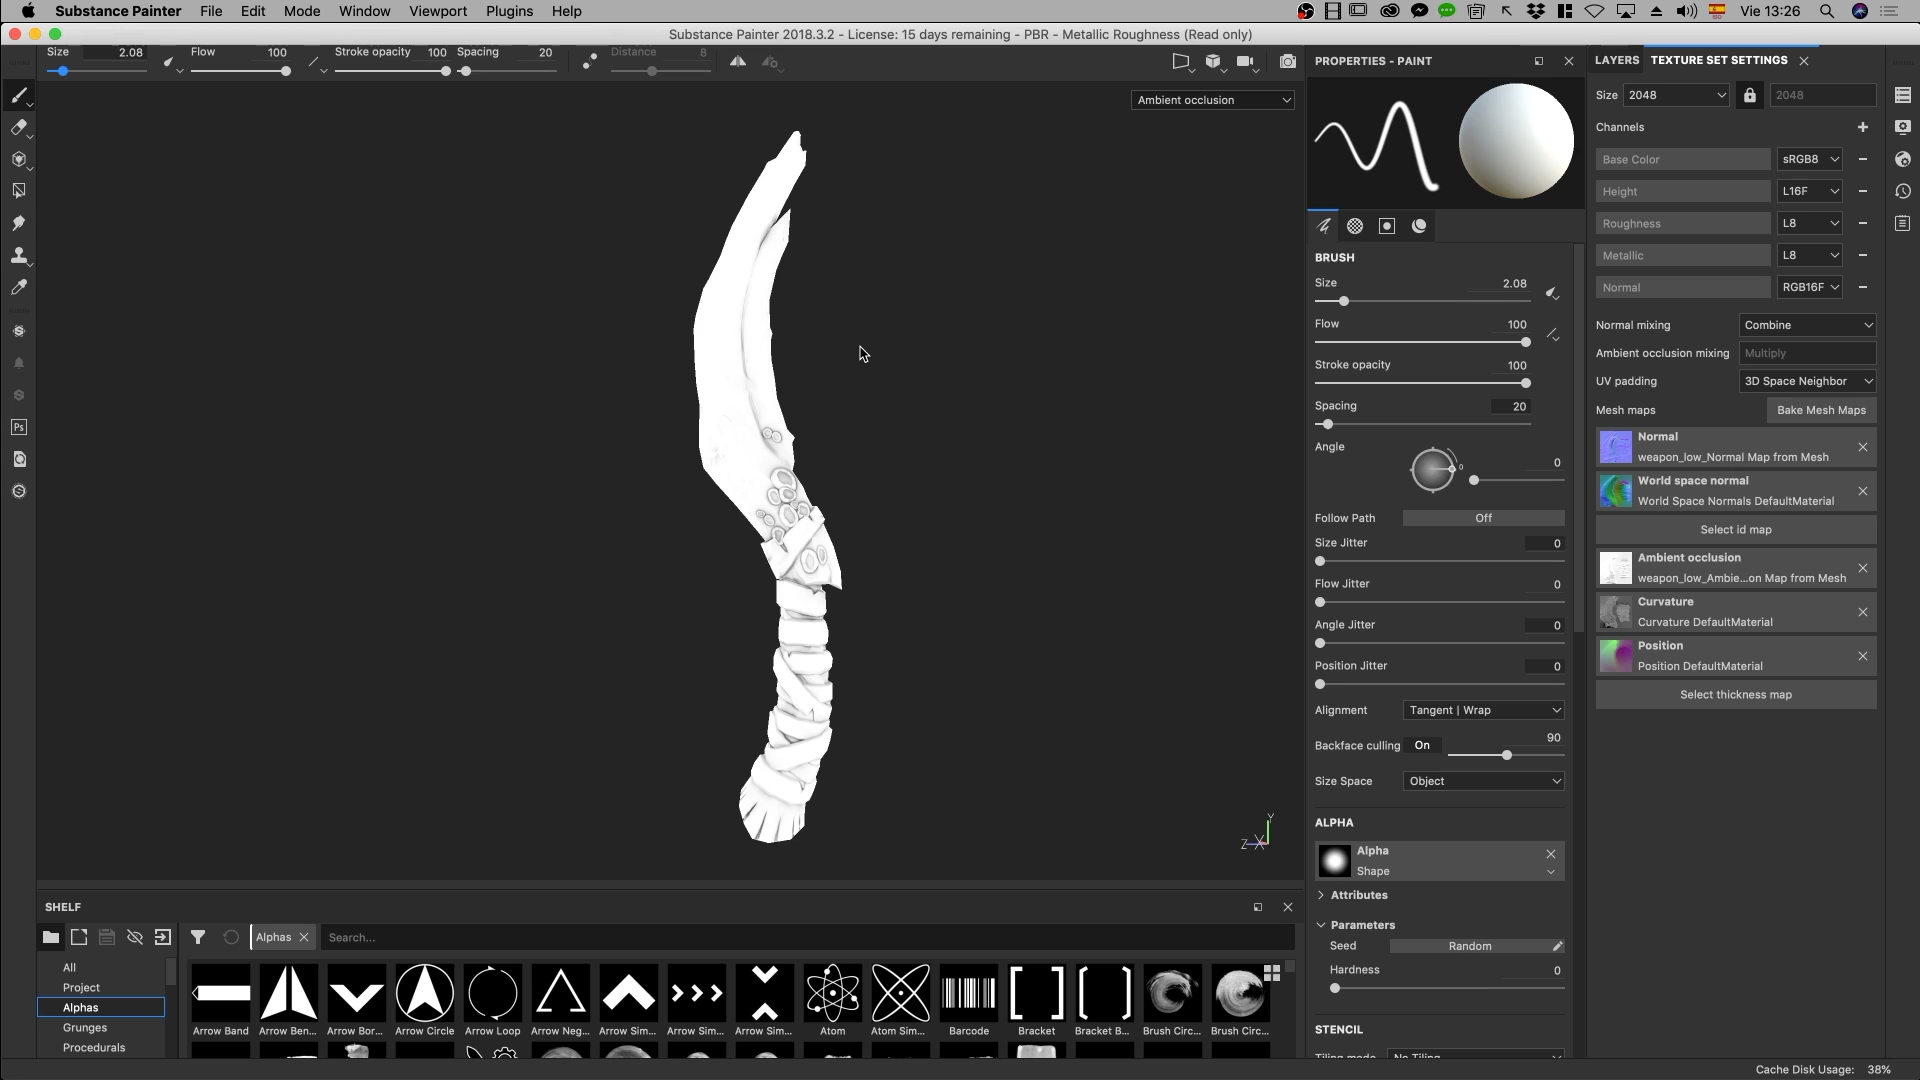 Substance Painter File Edit Mode Window Viewport Plugins Help
Vie 13:26
Substance Painter 2018.3.2 - License: 15 days remaining - PBR - Metallic Roughness (Read only)
Size 2.08 Flow 100 Stroke opacity 100 Spacing 20 Distance 8
Ambient occlusion
Z X Y
Ps
SHELF
Alphas
Search...
All
Project
Alphas
Grunges
Procedurals
Arrow Band Arrow Ben... Arrow Bor... Arrow Circle Arrow Loop Arrow Neg... Arrow Sim... Arrow Sim... Arrow Sim... Atom Atom Sim... Barcode Bracket Bracket B... Brush Circ... Brush Circ...
PROPERTIES - PAINT
BRUSH
Size 2.08
Flow 100
Stroke opacity 100
Spacing 20
Angle 0
0
Follow Path Off
Size Jitter 0
Flow Jitter 0
Angle Jitter 0
Position Jitter 0
Alignment Tangent | Wrap
Backface culling On 90
Size Space Object
ALPHA
Alpha
Shape
Attributes
Parameters
Seed Random
Hardness 0
STENCIL
Tiling mode No Tiling
LAYERS TEXTURE SET SETTINGS
Size 2048 2048
Channels
Base Color sRGB8
Height L16F
Roughness L8
Metallic L8
Normal RGB16F
Normal mixing Combine
Ambient occlusion mixing Multiply
UV padding 3D Space Neighbor
Mesh maps Bake Mesh Maps
Normal
weapon_low_Normal Map from Mesh
World space normal
World Space Normals DefaultMaterial
Select id map
Ambient occlusion
weapon_low_Ambie...on Map from Mesh
Curvature
Curvature DefaultMaterial
Position
Position DefaultMaterial
Select thickness map
Cache Disk Usage: 38%